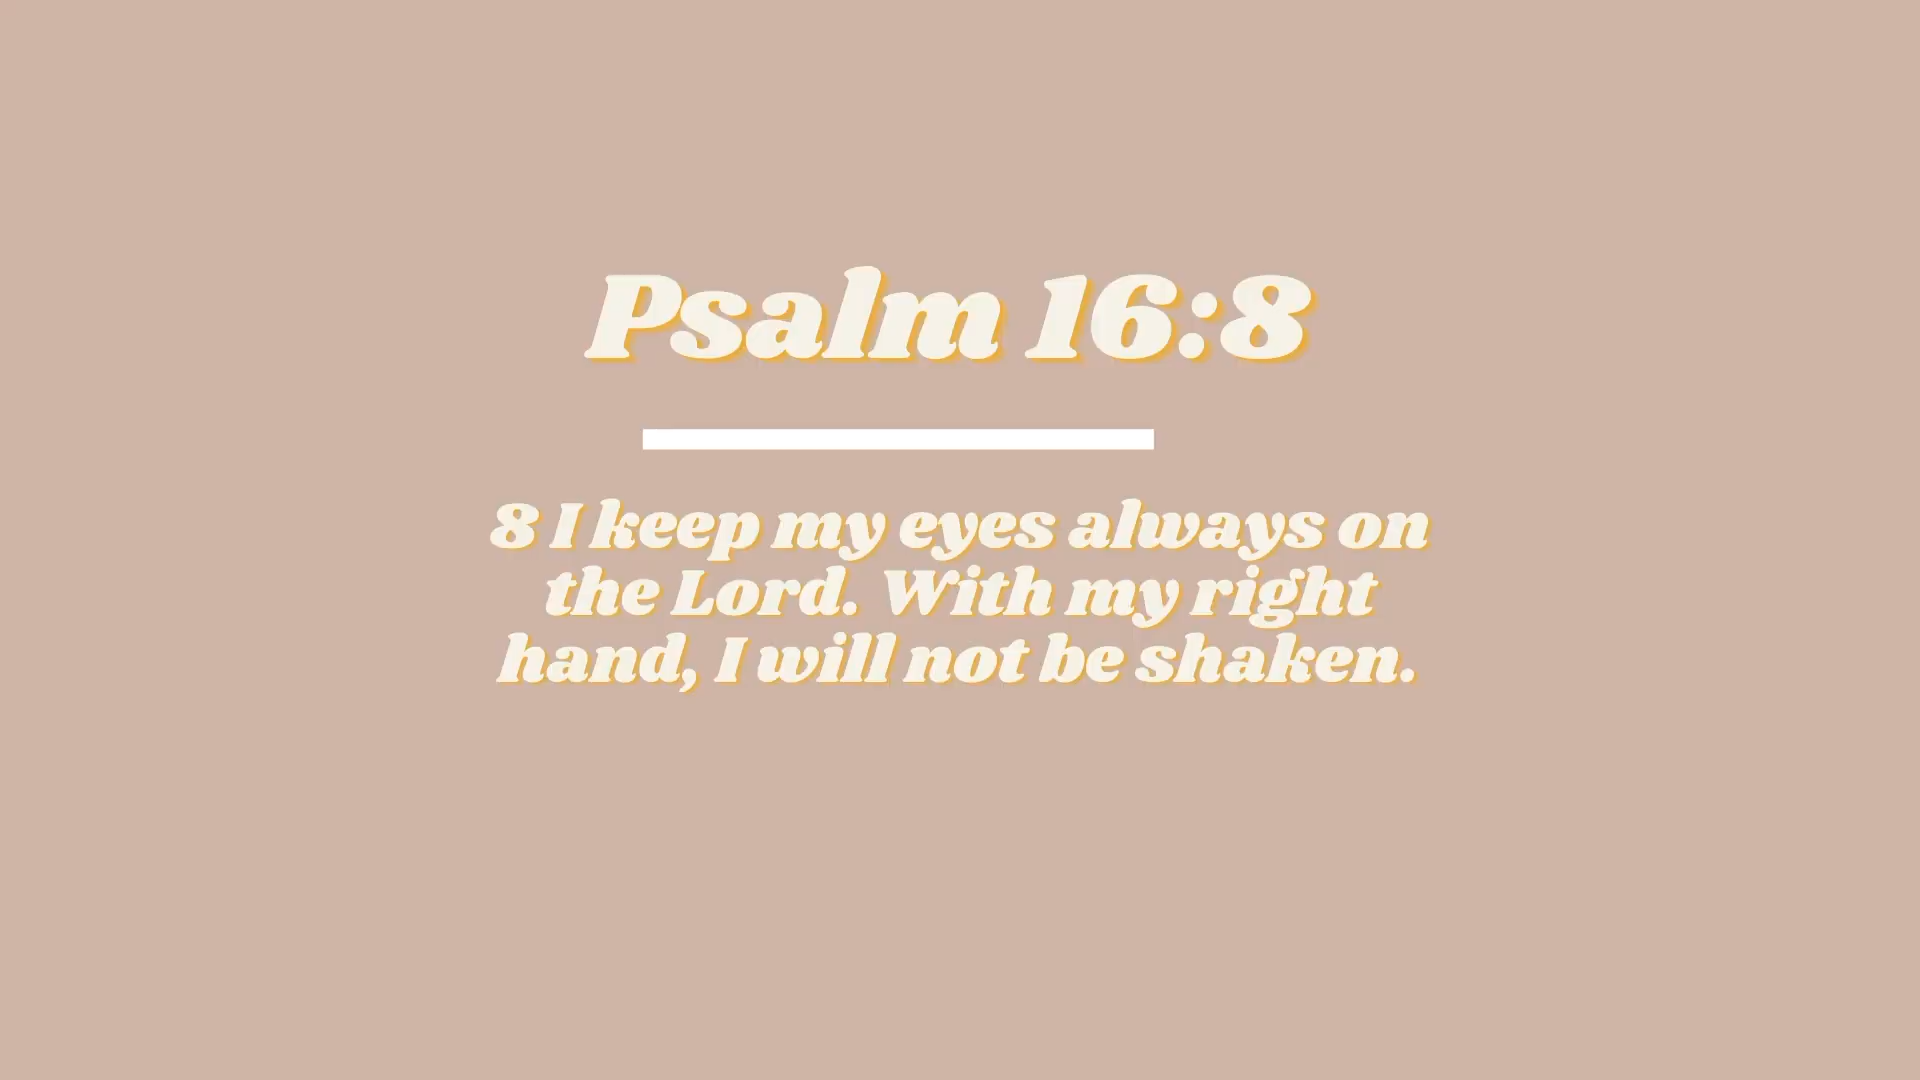 Psalm 16:8
8 I keep my eyes always on
the Lord. With my right
hand, I will not be shaken.